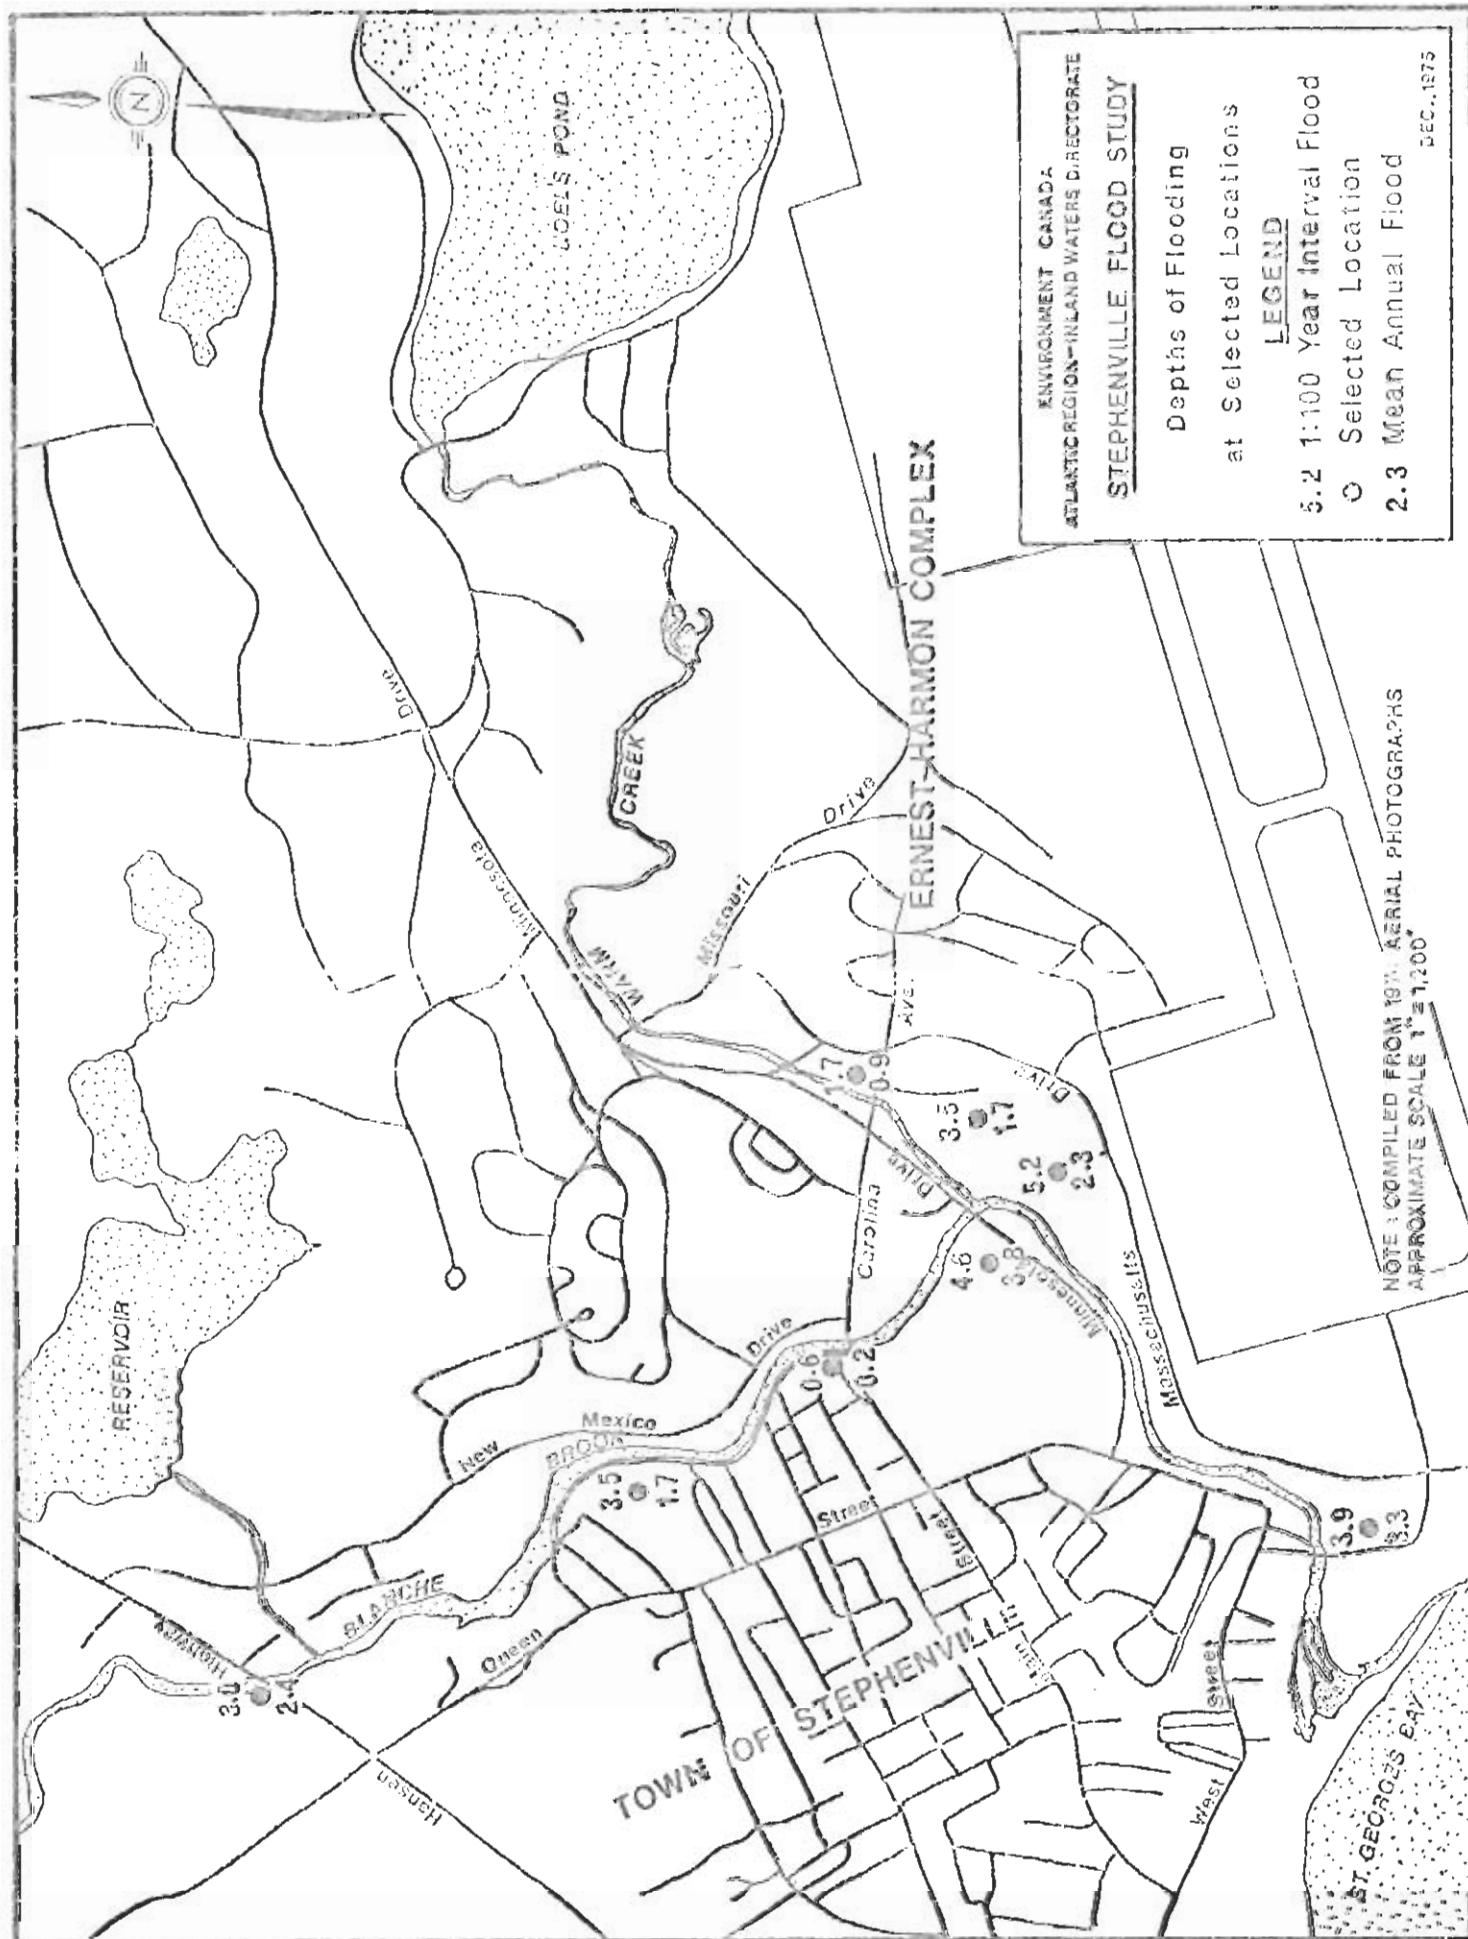 N
LOEL'S POND
RESERVOIR
Drive
Minnesota
CREEK
WARM
Missouri
Drive
ERNEST-HARMON COMPLEX
Ave.
Drive
1.7
0.9
3.5
1.7
5.2
2.3
Drive
Carolina
4.6
3.8
Minnesota
Massachusetts
Drive
Mexico
New
BROOK
0.6
0.2
3.5
1.7
Street
Street
Main
BLANCHE
Highway
3.0
2.4
Queen
Hansen
TOWN OF STEPHENVILLE
3.9
3.3
Street
West
ST. GEORGES BAY
ENVIRONMENT CANADA
ATLANTIC REGION-INLAND WATERS DIRECTORATE
STEPHENVILLE FLOOD STUDY
Depths of Flooding
at Selected Locations
LEGEND
5.2 1:100 Year Interval Flood
O Selected Location
2.3 Mean Annual Flood
DEC.,1975
NOTE : COMPILED FROM AERIAL PHOTOGRAPHS
APPROXIMATE SCALE 1" = 1,200"